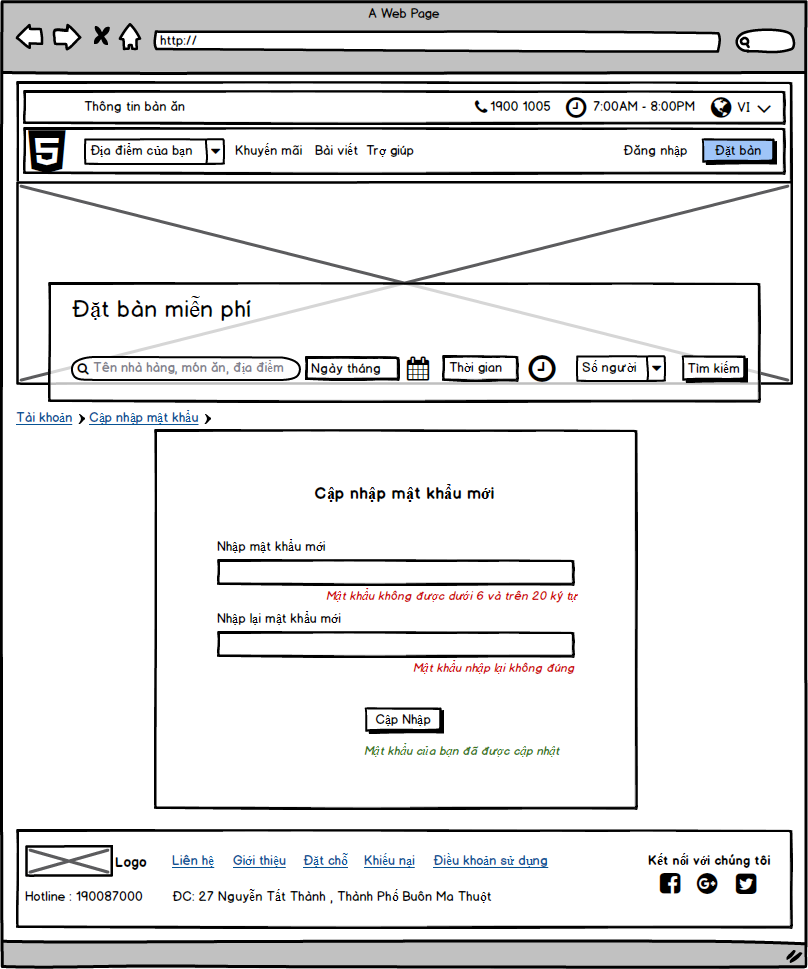 A Web Page
http://
Thông tin bàn ăn
1900 1005
7:00AM - 8:00PM
VI
5
Địa điểm của bạn
Khuyến mãi
Bài viết
Trợ giúp
Đăng nhập
Đặt bàn
Đặt bàn miễn phí
Tên nhà hàng, món ăn, địa điểm
Ngày tháng
Thời gian
Số người
Tìm kiếm
Tài khoản
Cập nhập mật khẩu
Cập nhập mật khẩu mới
Nhập mật khẩu mới
Mật khẩu không được dưới 6 và trên 20 ký tự
Nhập lại mật khẩu mới
Mật khẩu nhập lại không đúng
Cập Nhập
Mật khẩu của bạn đã được cập nhật
Logo
Liên hệ
Giới thiệu
Đặt chỗ
Khiếu nại
Điều khoản sử dụng
Kết nối với chúng tôi
Hotline : 190087000
ĐC: 27 Nguyễn Tất Thành , Thành Phố Buôn Ma Thuột